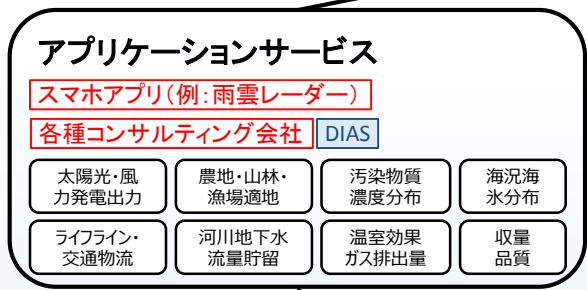 アプリケーションサービス
スマホアプリ（例：雨雲レーダー）
各種コンサルティング会社 DIAS
太陽光・風
力発電出力
農地・山林・
漁場適地
汚染物質
濃度分布
海況海
氷分布
ライフライン・
交通物流
河川地下水
流量貯留
温室効果
ガス排出量
収量
品質